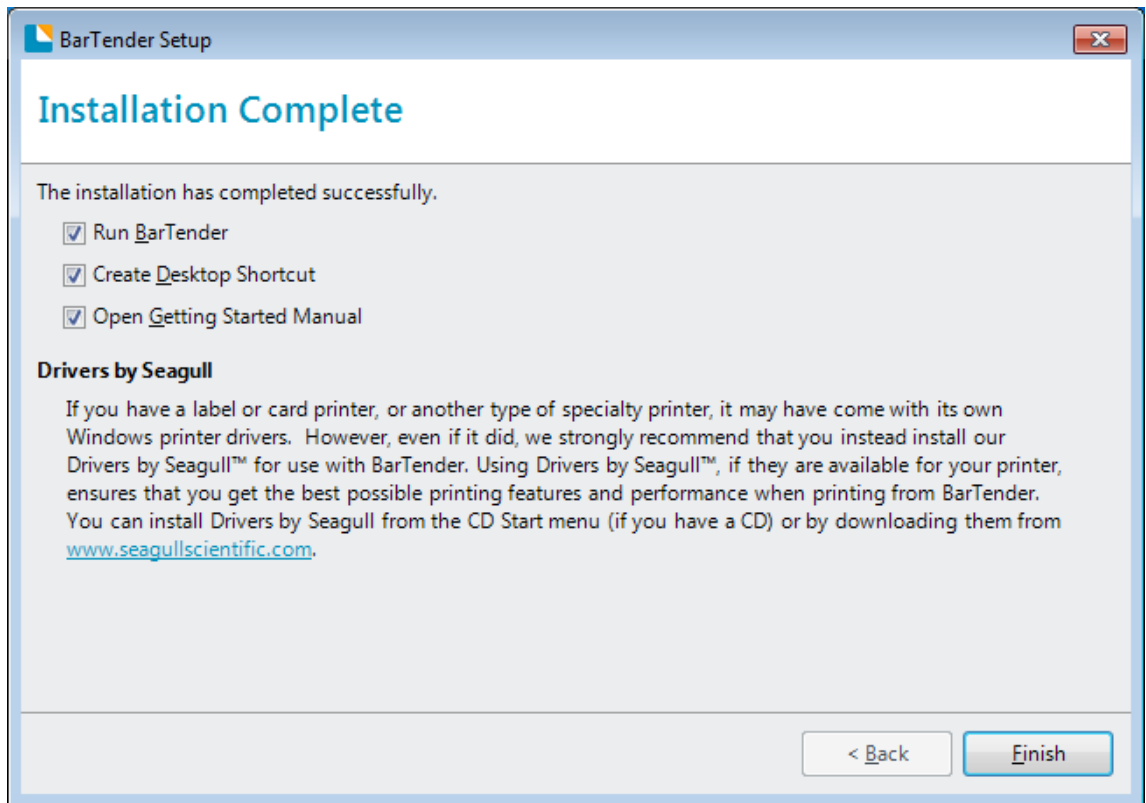 BarTender Setup
Installation Complete
The installation has completed successfully.
Run BarTender
Create Desktop Shortcut
Open Getting Started Manual
Drivers by Seagull
If you have a label or card printer, or another type of specialty printer, it may have come with its own
Windows printer drivers.  However, even if it did, we strongly recommend that you instead install our
Drivers by Seagull™ for use with BarTender. Using Drivers by Seagull™, if they are available for your printer,
ensures that you get the best possible printing features and performance when printing from BarTender.
You can install Drivers by Seagull from the CD Start menu (if you have a CD) or by downloading them from
www.seagullscientific.com.
< Back
Finish